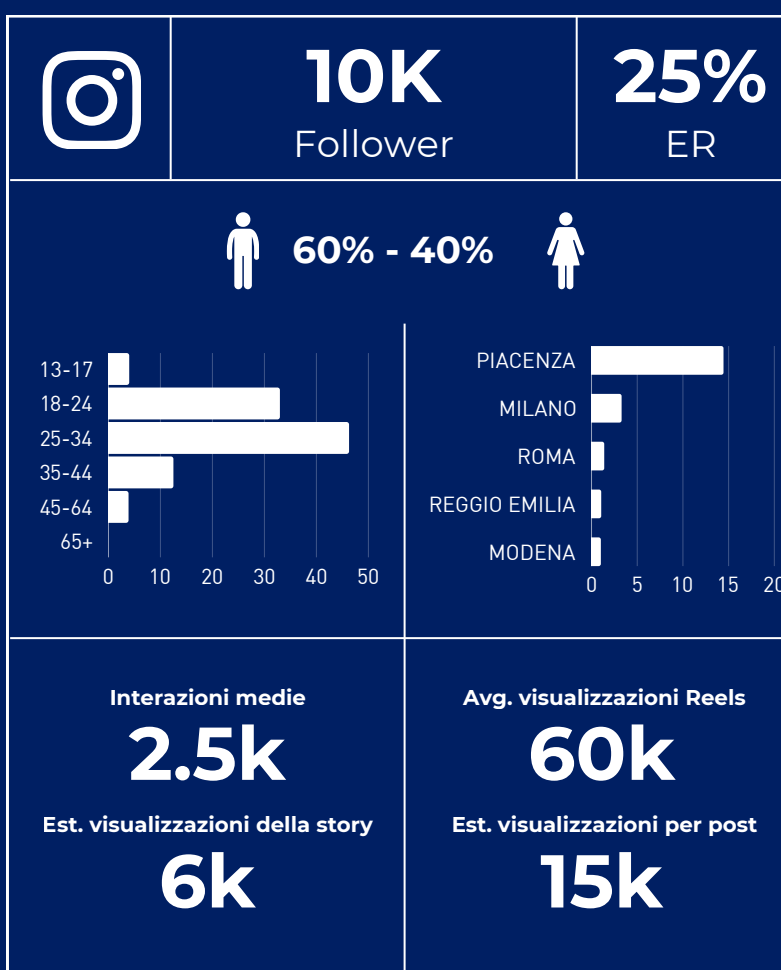 10K
Follower
25%
ER
60% - 40%
13-17
18-24
25-34
35-44
45-64
65+
0 10 20 30 40 50
PIACENZA
MILANO
ROMA
REGGIO EMILIA
MODENA
0 5 10 15 20
Interazioni medie
2.5k
Est. visualizzazioni della story
6k
Avg. visualizzazioni Reels
60k
Est. visualizzazioni per post
15k